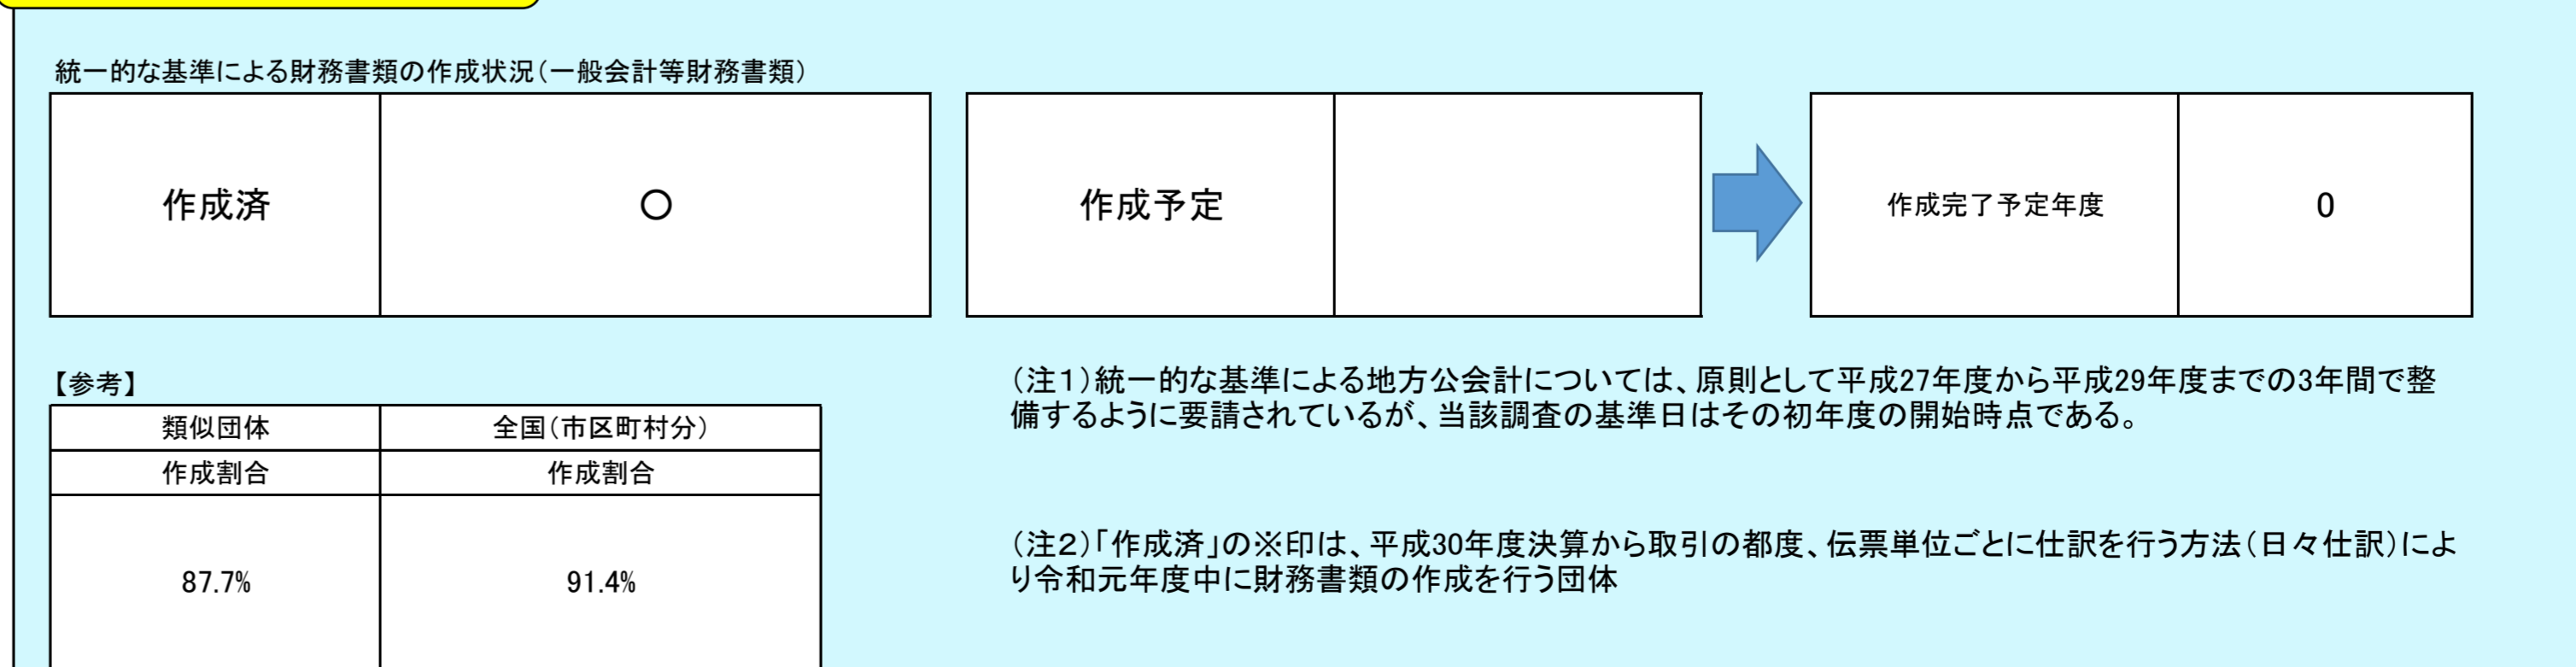 統一的な基準による財務書類の作成状況（一般会計等財務書類）
作成済 〇 作成予定 作成完了予定年度 0
【参考】
類似団体 全国（市区町村分）
作成割合 作成割合
87.7% 91.4%
（注１）統一的な基準による地方公会計については、原則として平成27年度から平成29年度までの3年間で整
備するように要請されているが、当該調査の基準日はその初年度の開始時点である。
（注２）「作成済」の※印は、平成30年度決算から取引の都度、伝票単位ごとに仕訳を行う方法（日々仕訳）によ
り令和元年度中に財務書類の作成を行う団体